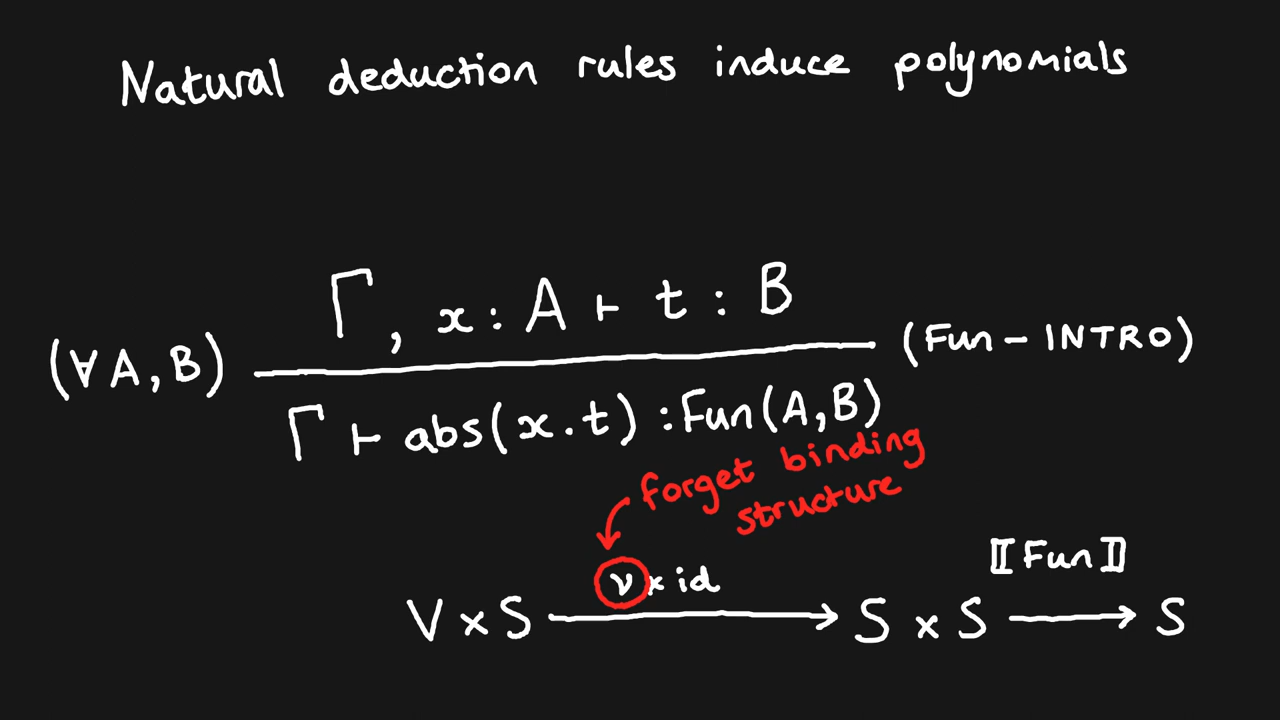 Natural deduction rules induce polynomials
Γ, x : A ⊢ t : B
(∀A, B)
(Fun-INTRO)
Γ ⊢ abs(x.t) : Fun(A, B)
forget binding
structure
ν × id
⟦Fun⟧
V × S ⟶ S × S ⟶ S